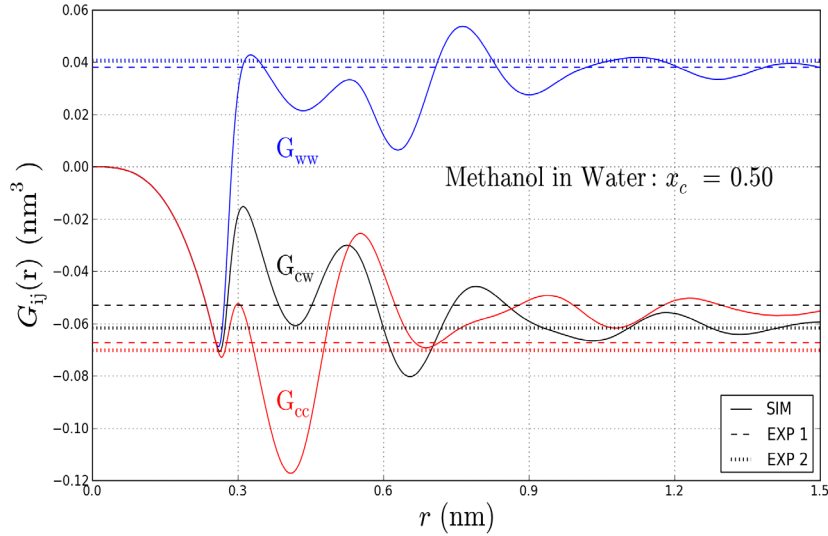 0.06
0.04
0.02
0.00
−0.02
−0.04
−0.06
−0.08
−0.10
−0.12
G_ij(r) (nm³)
G_ww
Methanol in Water: x_c = 0.50
G_cw
G_cc
SIM
EXP 1
EXP 2
0.0 0.3 0.6 0.9 1.2 1.5
r (nm)